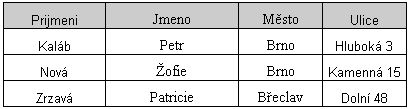 Prijmeni Jmeno Město Ulice
Kaláb Petr Brno Hluboká 3
Nová Žofie Brno Kamenná 15
Zrzavá Patricie Břeclav Dolní 48